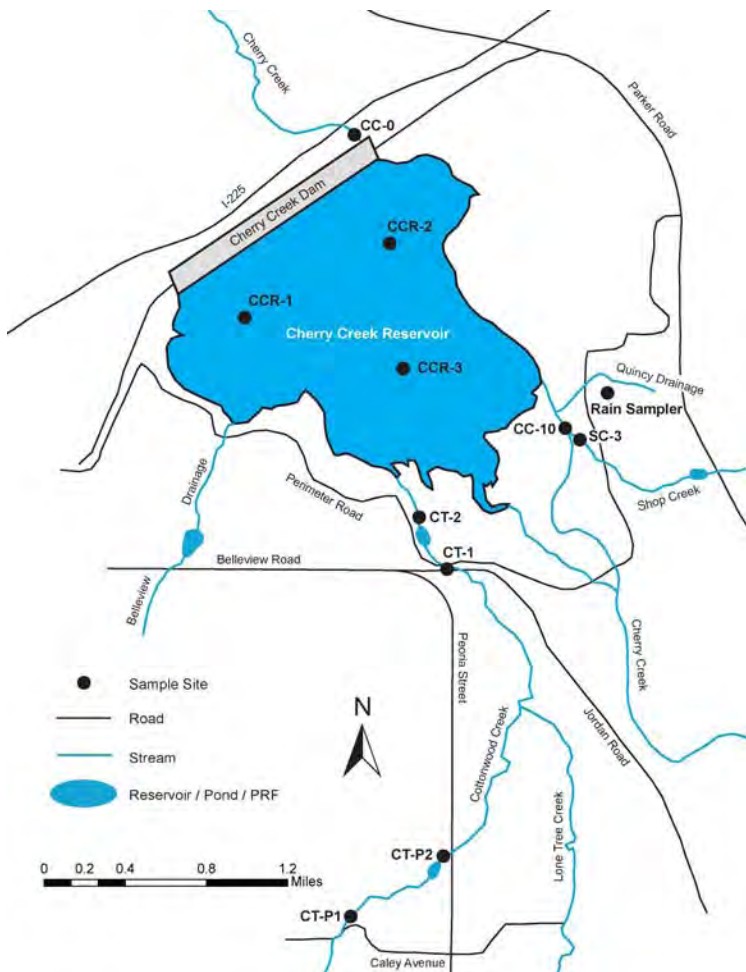 Cherry Creek
CC-0
Parker Road
I-225
Cherry Creek Dam
CCR-2
CCR-1
Cherry Creek Reservoir
CCR-3
Quincy Drainage
Rain Sampler
CC-10
SC-3
Shop Creek
Drainage
Perimeter Road
CT-2
Belleview Road
CT-1
Belleview
Peoria Street
Cherry Creek
Sample Site
Road
Stream
Reservoir / Pond / PRF
N
Cottonwood Creek
Jordan Road
Lone Tree Creek
0 0.2 0.4 0.8 1.2
Miles
CT-P2
CT-P1
Caley Avenue